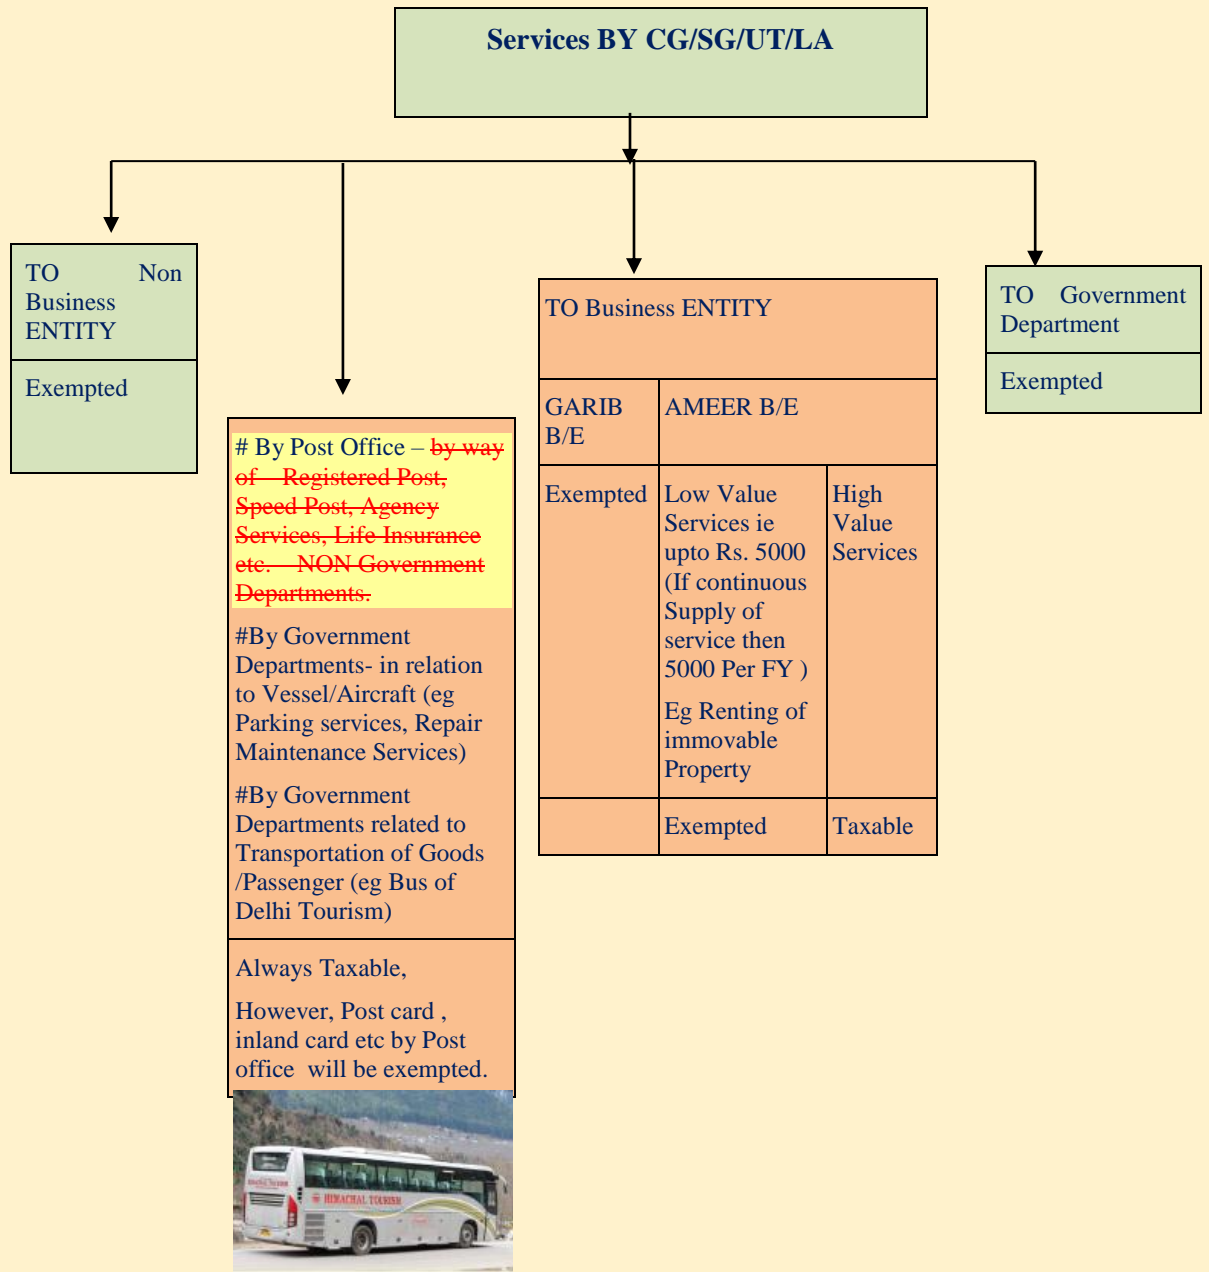 Services BY CG/SG/UT/LA
TO Non
Business
ENTITY
Exempted
# By Post Office – by way
of Registered Post,
Speed Post, Agency
Services, Life Insurance
etc. NON Government
Departments.
#By Government
Departments- in relation
to Vessel/Aircraft (eg
Parking services, Repair
Maintenance Services)
#By Government
Departments related to
Transportation of Goods
/Passenger (eg Bus of
Delhi Tourism)
Always Taxable,
However, Post card ,
inland card etc by Post
office will be exempted.
HIMACHAL TOURISM
HIMACHAL TOURISM
TO Business ENTITY
GARIB
B/E
AMEER B/E
Exempted
Low Value
Services ie
upto Rs. 5000
(If continuous
Supply of
service then
5000 Per FY )
Eg Renting of
immovable
Property
High
Value
Services
Exempted
Taxable
TO Government
Department
Exempted